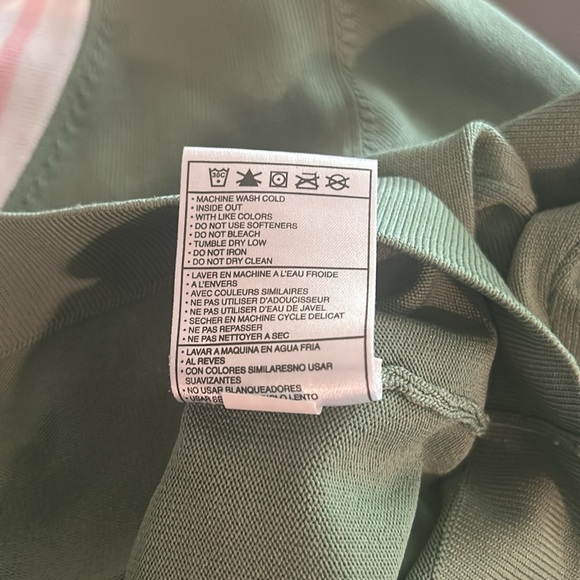 30C
• MACHINE WASH COLD
• INSIDE OUT
• WITH LIKE COLORS
• DO NOT USE SOFTENERS
• DO NOT BLEACH
• TUMBLE DRY LOW
• DO NOT IRON
• DO NOT DRY CLEAN
• LAVER EN MACHINE A L'EAU FROIDE
• A L'ENVERS
• AVEC COULEURS SIMILAIRES
• NE PAS UTILISER D'ADOUCISSEUR
• NE PAS UTILISER D'EAU DE JAVEL
• SECHER EN MACHINE CYCLE DELICAT
• NE PAS REPASSER
• NE PAS NETTOYER A SEC
• LAVAR A MAQUINA EN AGUA FRIA
• AL REVES
• CON COLORES SIMILARESNO USAR
SUAVIZANTES
• NO USAR BLANQUEADORES
• USAR LENTO